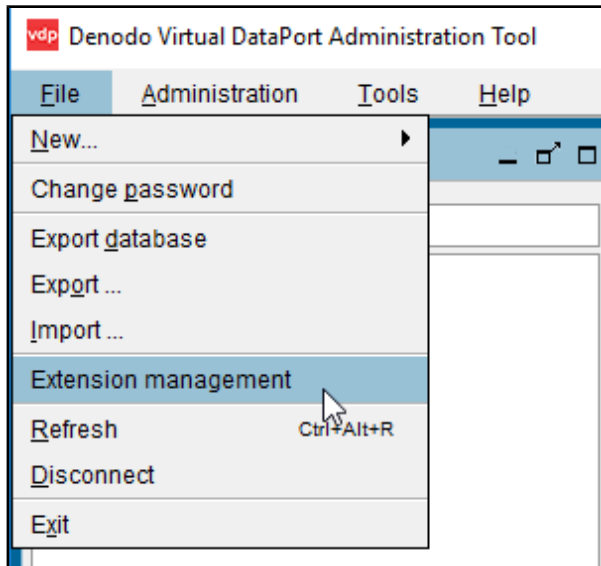 vdp Denodo Virtual DataPort Administration Tool
File Administration Tools Help
New...
Change password
Export database
Export ...
Import ...
Extension management
Refresh Ctrl+Alt+R
Disconnect
Exit